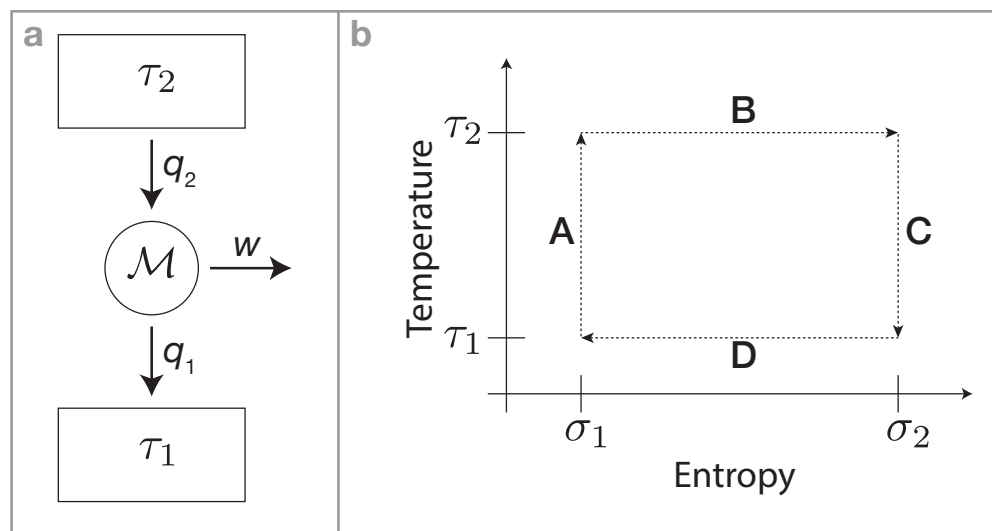 a
τ₂
q₂
ℳ
w
q₁
τ₁
b
Temperature
τ₂
τ₁
A
B
C
D
σ₁
σ₂
Entropy